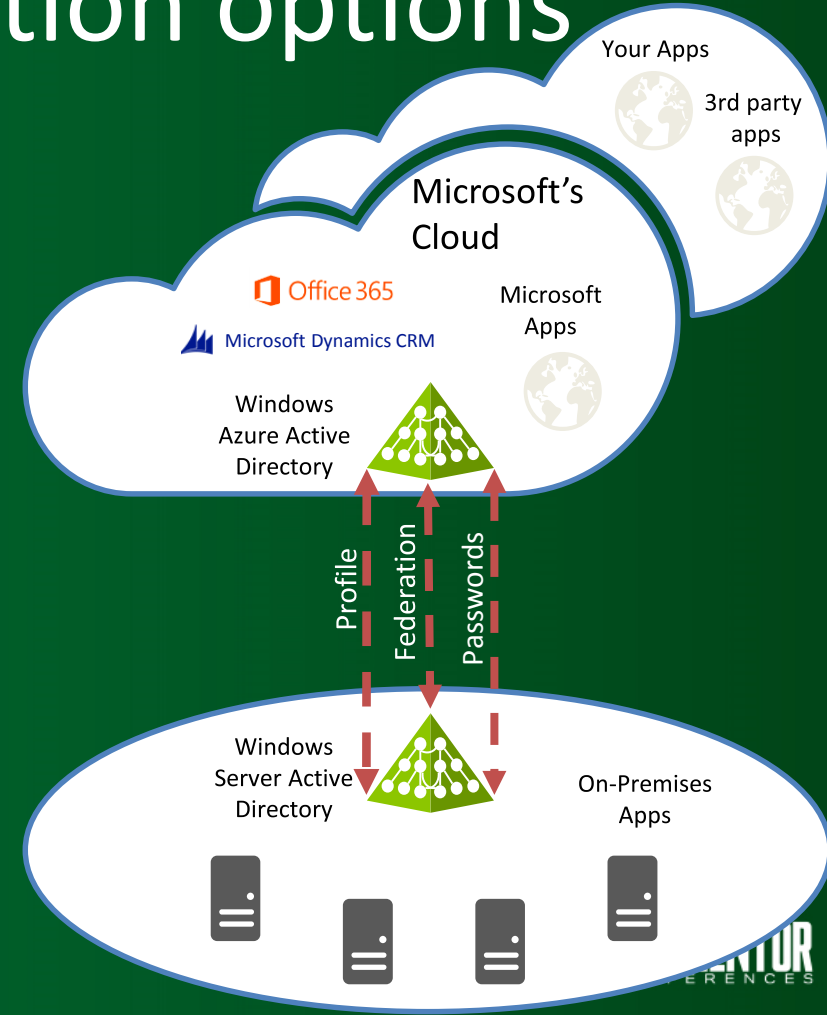 tion options
Your Apps
3rd party
apps
Microsoft's
Cloud
Office 365
Microsoft Dynamics CRM
Microsoft
Apps
Windows
Azure Active
Directory
Profile
Federation
Passwords
Windows
Server Active
Directory
On-Premises
Apps